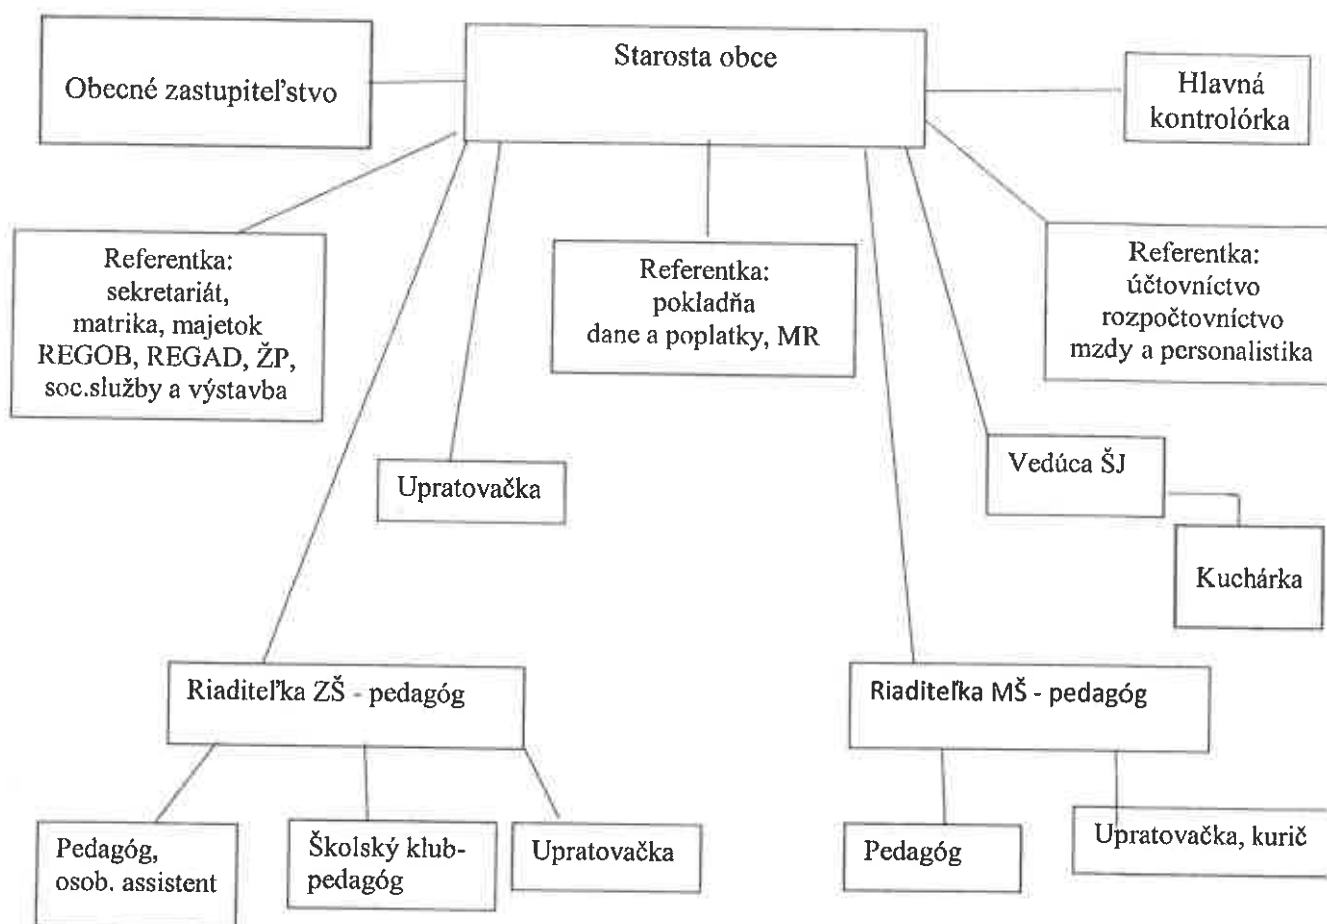 Starosta obce
Obecné zastupiteľstvo
Hlavná
kontrolórka
Referentka:
sekretariát,
matrika, majetok
REGOB, REGAD, ŽP,
soc.služby a výstavba
Referentka:
pokladňa
dane a poplatky, MR
Referentka:
účtovníctvo
rozpočtovníctvo
mzdy a personalistika
Upratovačka
Vedúca ŠJ
Kuchárka
Riaditeľka ZŠ - pedagóg
Riaditeľka MŠ - pedagóg
Pedagóg,
osob. assistent
Školský klub-
pedagóg
Upratovačka
Pedagóg
Upratovačka, kurič